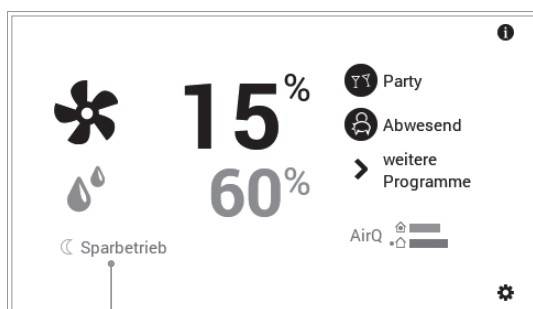 15%
Party
Abwesend
60%
weitere
Programme
AirQ
Sparbetrieb